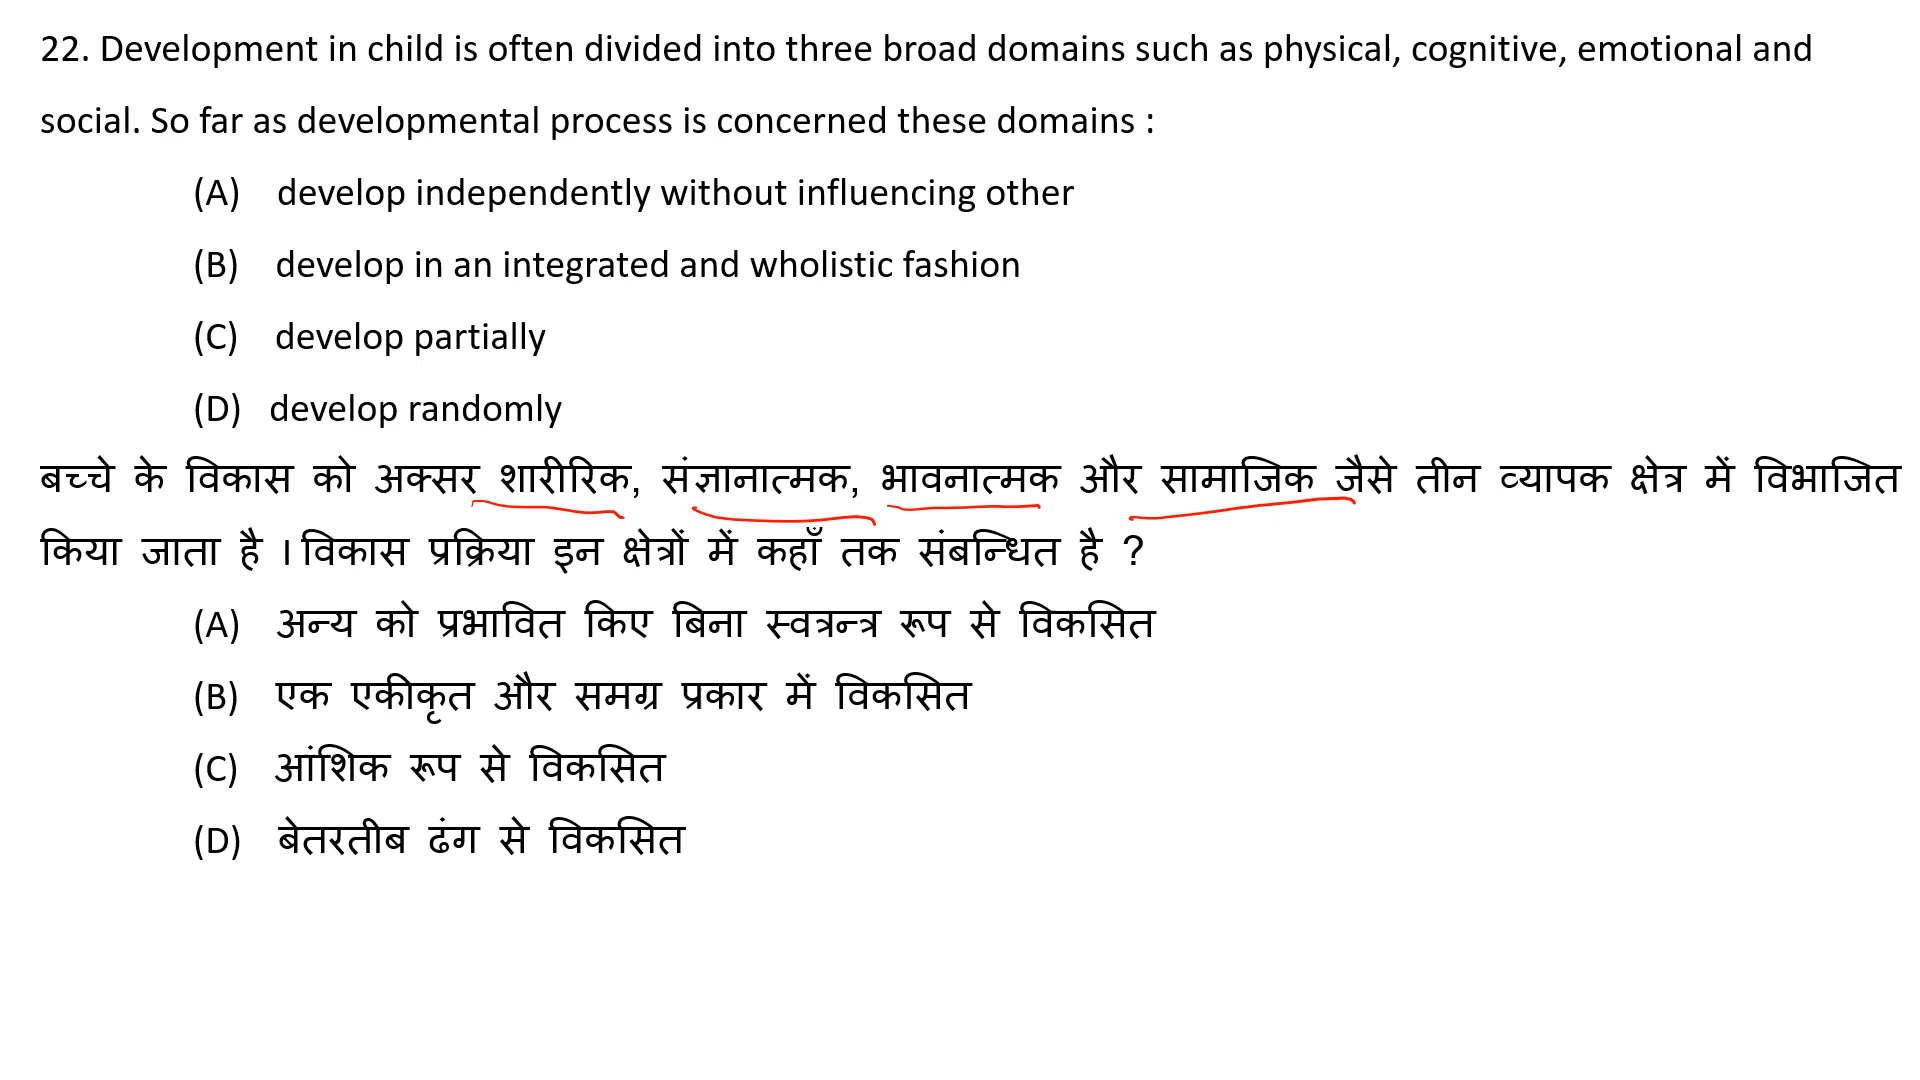 22. Development in child is often divided into three broad domains such as physical, cognitive, emotional and
social. So far as developmental process is concerned these domains :
(A) develop independently without influencing other
(B) develop in an integrated and wholistic fashion
(C) develop partially
(D) develop randomly
बच्चे के विकास को अक्सर शारीरिक, संज्ञानात्मक, भावनात्मक और सामाजिक जैसे तीन व्यापक क्षेत्र में विभाजित
किया जाता है । विकास प्रक्रिया इन क्षेत्रों में कहाँ तक संबन्धित है ?
(A) अन्य को प्रभावित किए बिना स्वत्रन्त्र रूप से विकसित
(B) एक एकीकृत और समग्र प्रकार में विकसित
(C) आंशिक रूप से विकसित
(D) बेतरतीब ढंग से विकसित